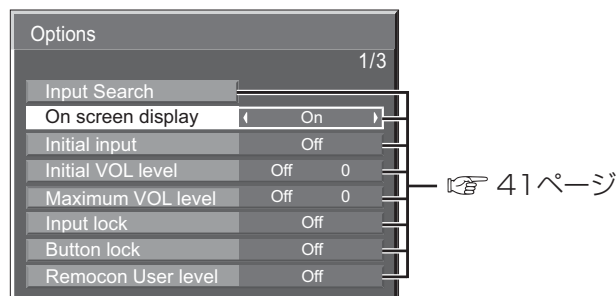 Options
1/3
Input Search
On screen display On
Initial input Off
Initial VOL level Off 0
Maximum VOL level Off 0
Input lock Off
Button lock Off
Remocon User level Off
☞ 41ページ